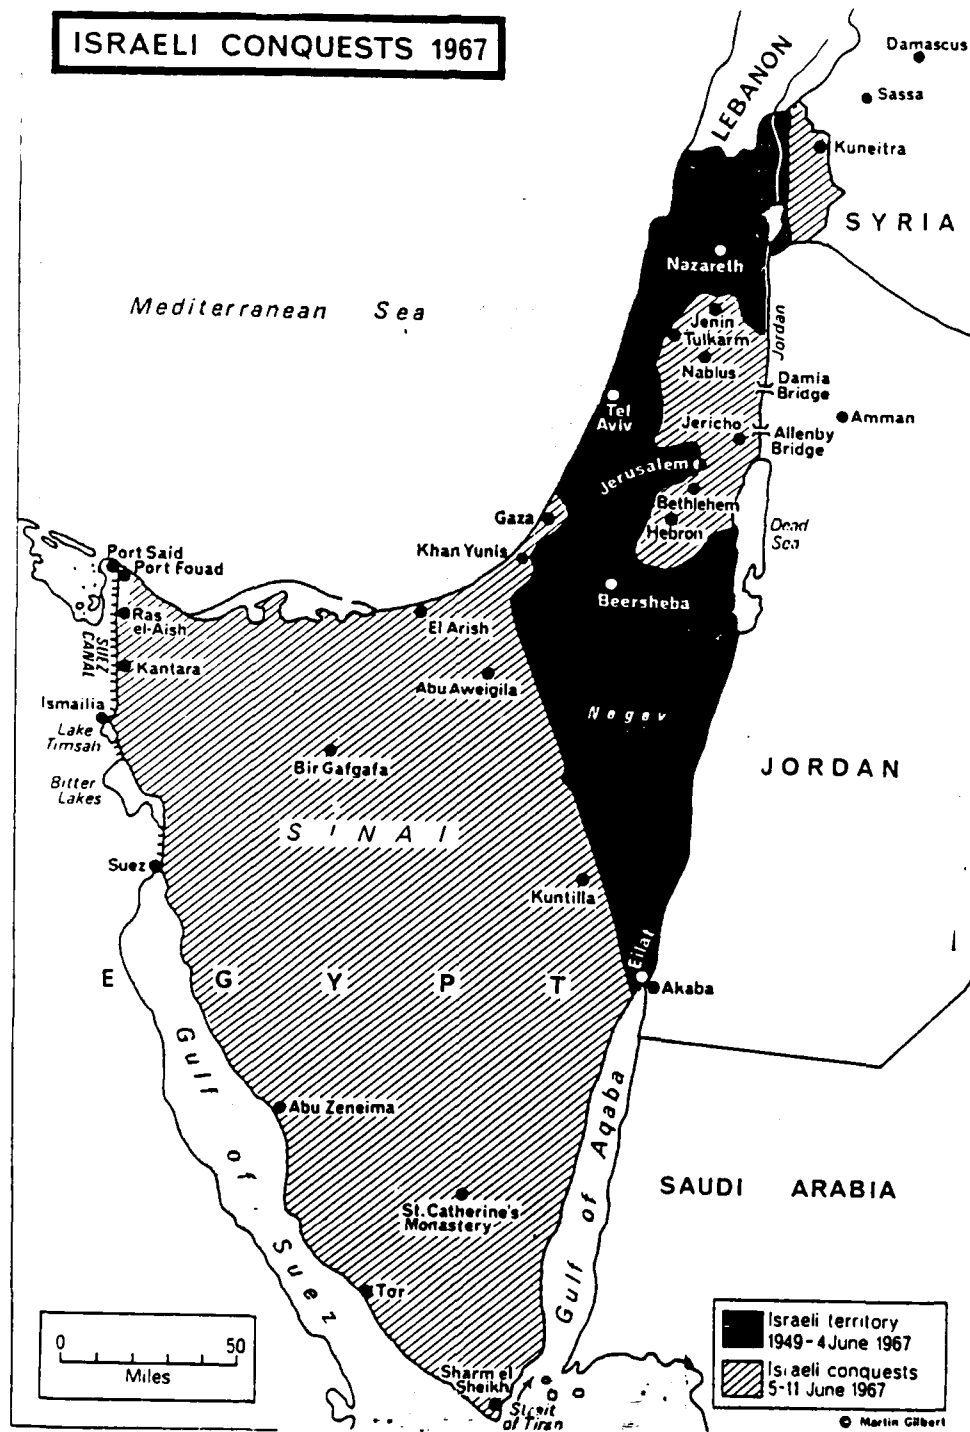 ISRAELI CONQUESTS 1967
Damascus
Sassa
LEBANON
Kuneitra
SYRIA
Nazareth
Mediterranean Sea
Jenin
Tulkarm
Nablus
Jordan
Damia
Bridge
Tel
Aviv
Amman
Jericho
Allenby
Bridge
Jerusalem
Bethlehem
Hebron
Dead
Sea
Gaza
Khan Yunis
Port Said
Port Fouad
Beersheba
Ras
el-Aish
El Arish
SUEZ
CANAL
Kantara
Abu Aweigila
Ismailia
Lake
Timsah
Negev
Bir Gafgafa
Bitter
Lakes
JORDAN
SINAI
Suez
Kuntilla
Eilat
EGYPT
Akaba
Gulf of Suez
Abu Zeneima
Gulf of Aqaba
SAUDI ARABIA
St. Catherine's
Monastery
Tor
0 50
Miles
Israeli territory
1949-4 June 1967
Israeli conquests
5-11 June 1967
Sharm el
Sheikh
Strait
of Tiran
© Martin Gilbert